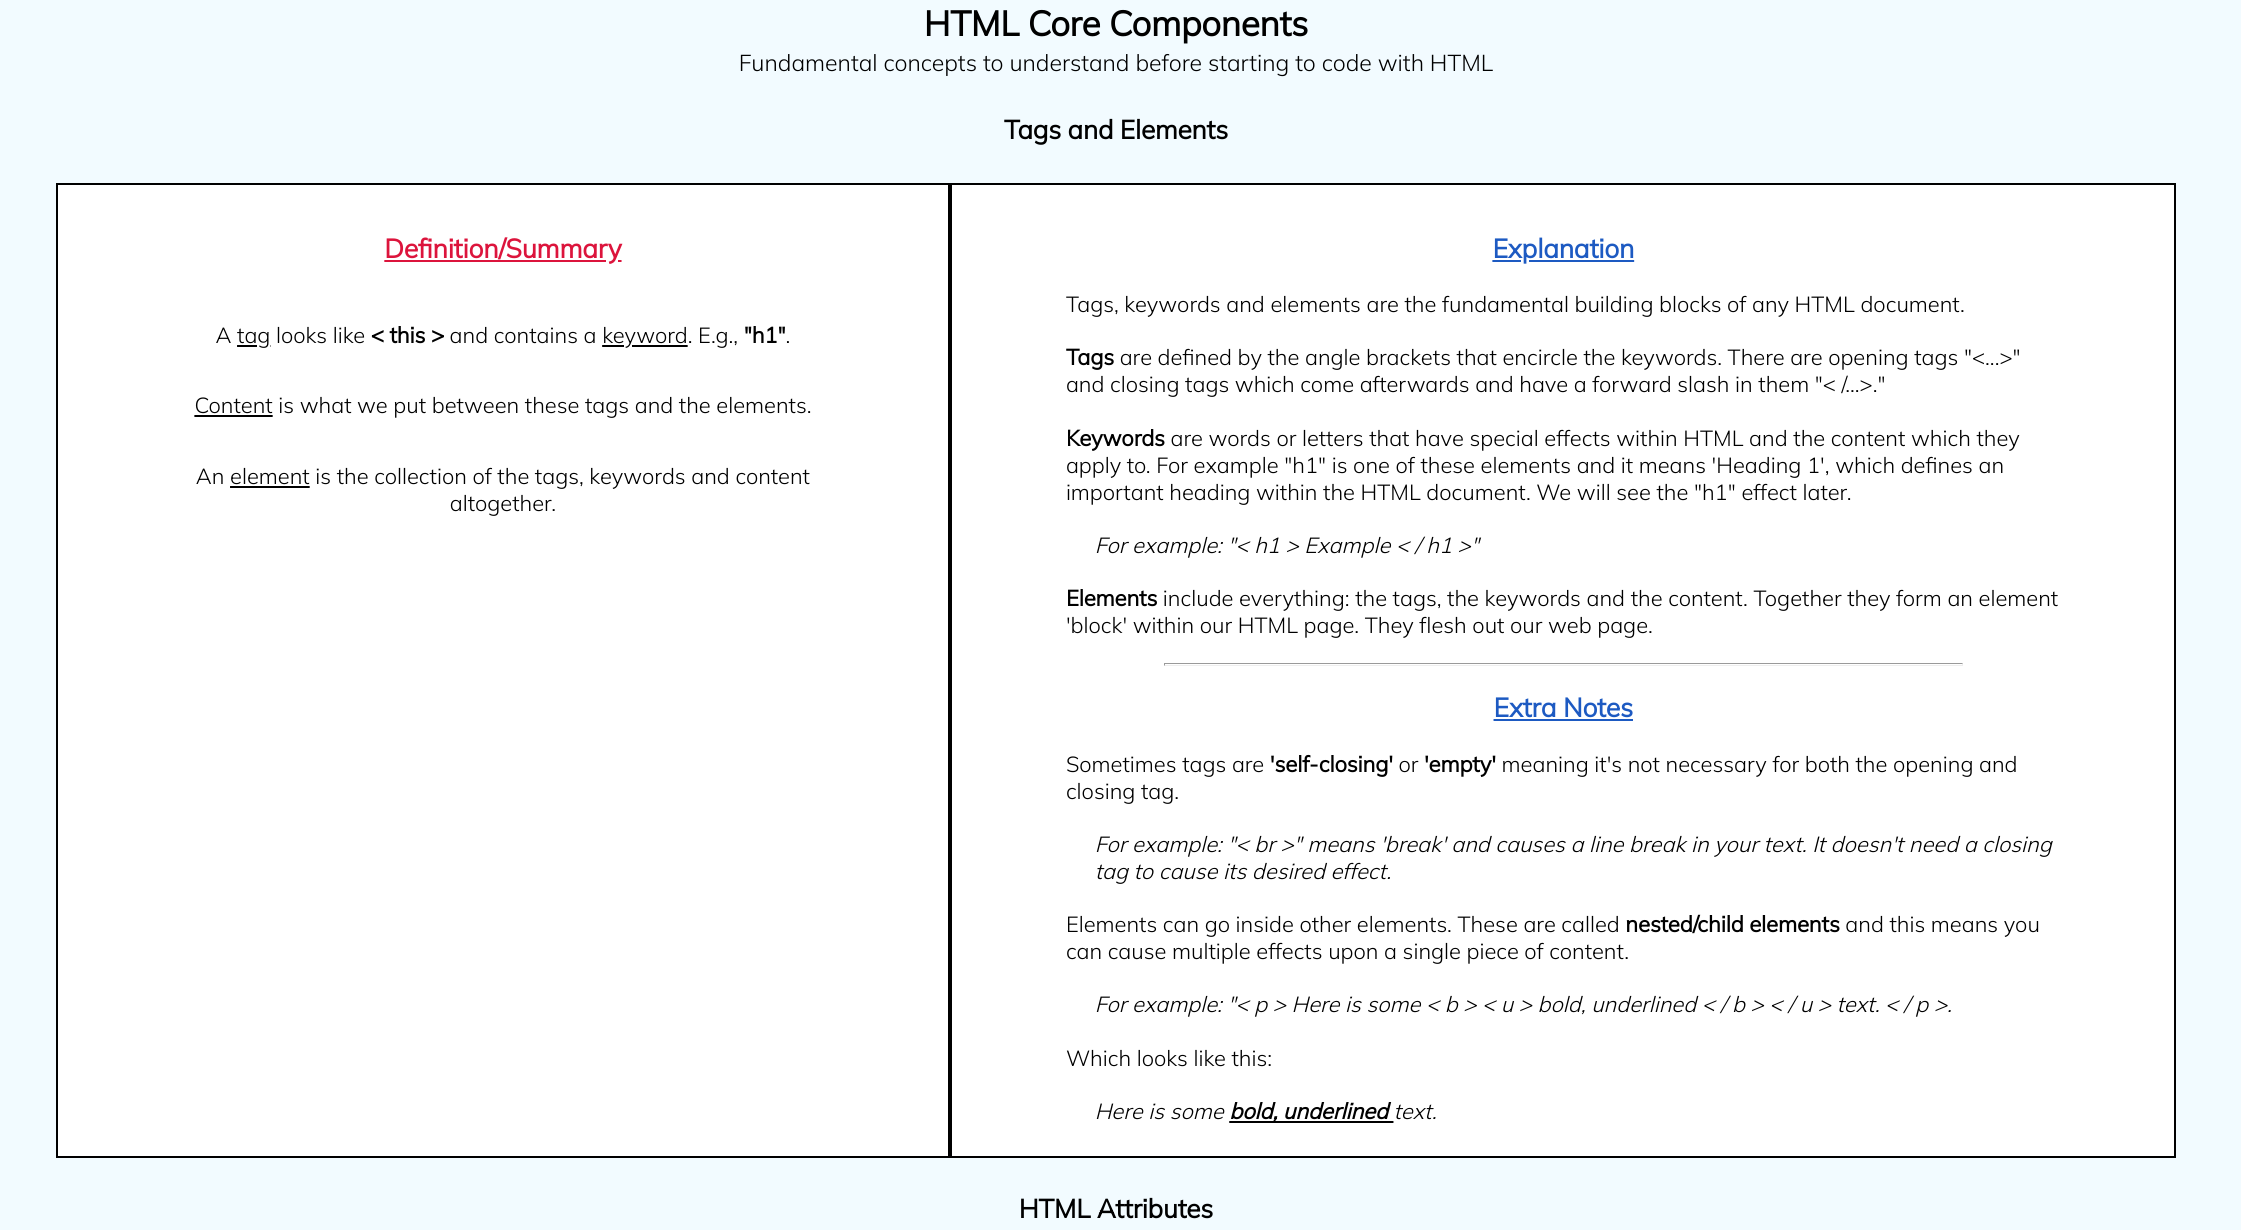 HTML Core Components
Fundamental concepts to understand before starting to code with HTML
Tags and Elements
Definition/Summary
A tag looks like < this > and contains a keyword. E.g., "h1".
Content is what we put between these tags and the elements.
An element is the collection of the tags, keywords and content
altogether.
Explanation
Tags, keywords and elements are the fundamental building blocks of any HTML document.
Tags are defined by the angle brackets that encircle the keywords. There are opening tags "<...>"
and closing tags which come afterwards and have a forward slash in them "< /...>."
Keywords are words or letters that have special effects within HTML and the content which they
apply to. For example "h1" is one of these elements and it means 'Heading 1', which defines an
important heading within the HTML document. We will see the "h1" effect later.
For example: "< h1 > Example < / h1 >"
Elements include everything: the tags, the keywords and the content. Together they form an element
'block' within our HTML page. They flesh out our web page.
Extra Notes
Sometimes tags are 'self-closing' or 'empty' meaning it's not necessary for both the opening and
closing tag.
For example: "< br >" means 'break' and causes a line break in your text. It doesn't need a closing
tag to cause its desired effect.
Elements can go inside other elements. These are called nested/child elements and this means you
can cause multiple effects upon a single piece of content.
For example: "< p > Here is some < b > < u > bold, underlined < / b > < / u > text. < / p >.
Which looks like this:
Here is some bold, underlined text.
HTML Attributes